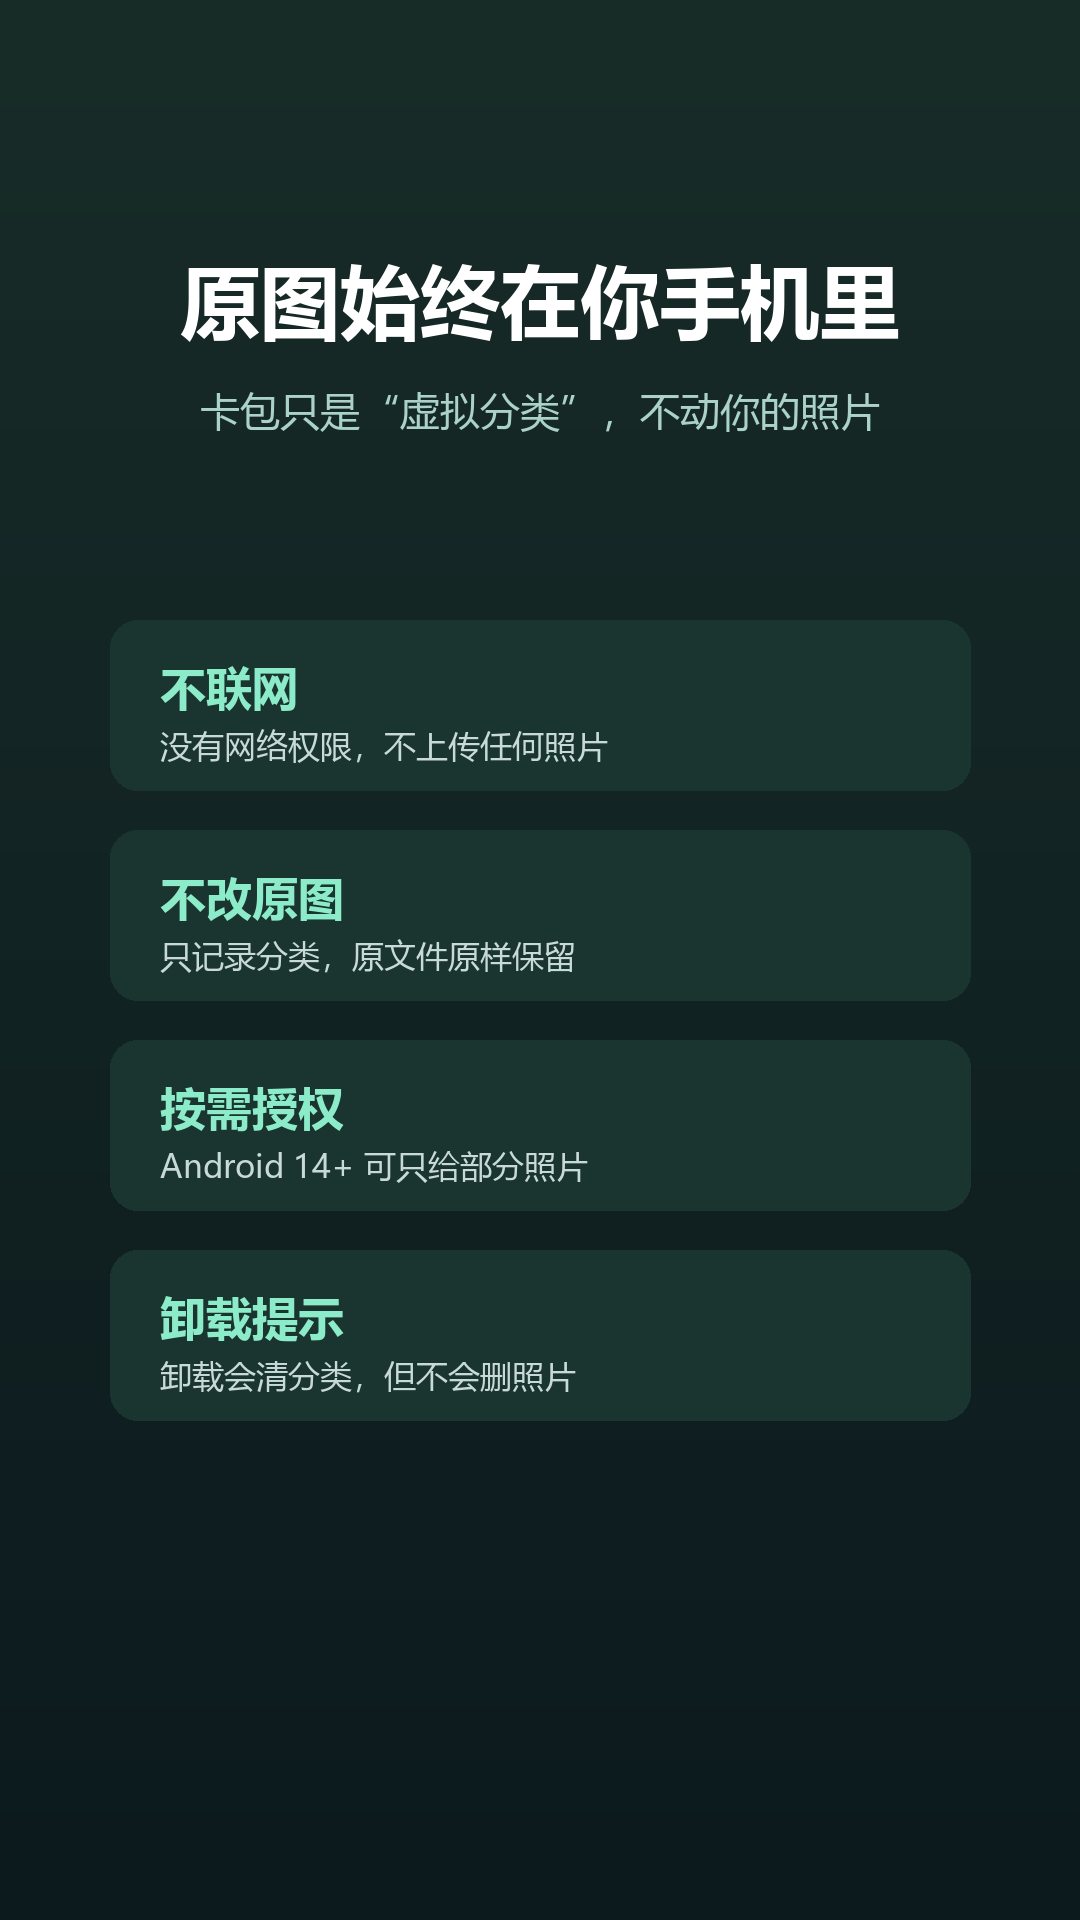 原图始终在你手机里
卡包只是“虚拟分类”，不动你的照片
不联网
没有网络权限，不上传任何照片
不改原图
只记录分类，原文件原样保留
按需授权
Android 14+ 可只给部分照片
卸载提示
卸载会清分类，但不会删照片